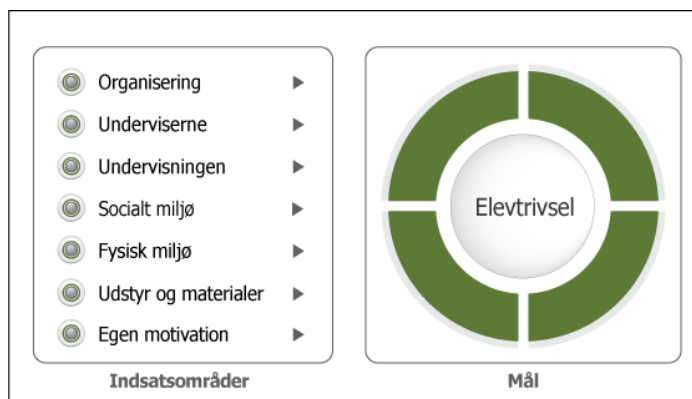 Organisering
Underviserne
Undervisningen
Socialt miljø
Fysisk miljø
Udstyr og materialer
Egen motivation
Indsatsområder
Elevtrivsel
Mål